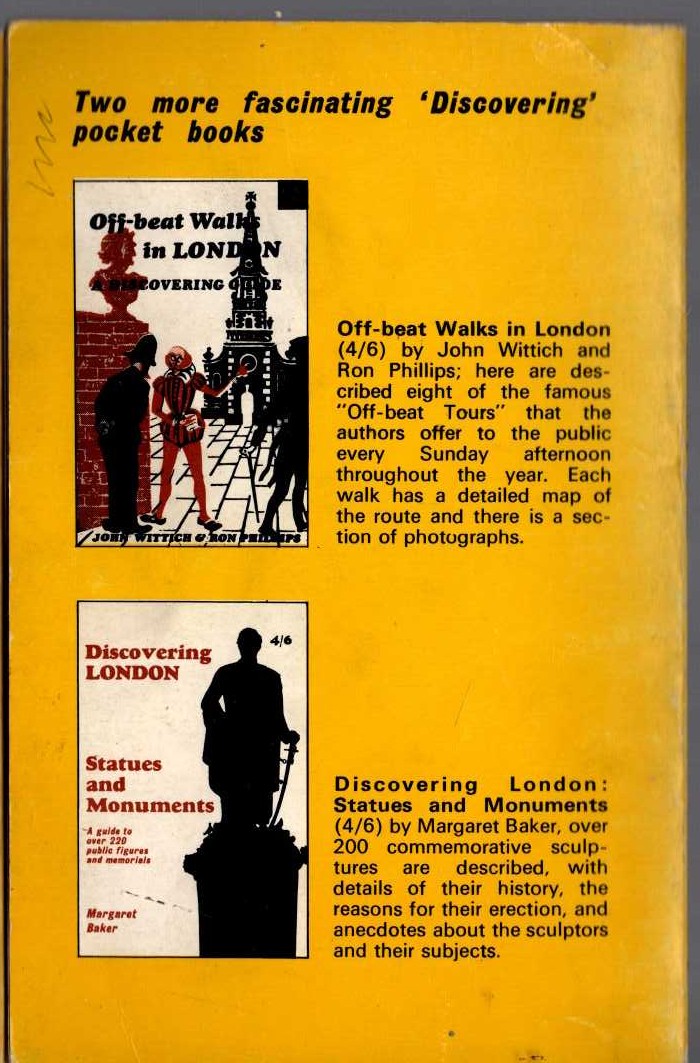 Two more fascinating 'Discovering'
pocket books
Off-beat Walks
in LONDON
A DISCOVERING GUIDE
JOHN WITTICH & RON PHILLIPS
Off-beat Walks in London
(4/6) by John Wittich and
Ron Phillips; here are des-
cribed eight of the famous
"Off-beat Tours" that the
authors offer to the public
every Sunday afternoon
throughout the year. Each
walk has a detailed map of
the route and there is a sec-
tion of photographs.
4/6
Discovering
LONDON
Statues
and
Monuments
A guide to
over 220
public figures
and memorials
Margaret
Baker
Discovering London:
Statues and Monuments
(4/6) by Margaret Baker, over
200 commemorative sculp-
tures are described, with
details of their history, the
reasons for their erection, and
anecdotes about the sculptors
and their subjects.